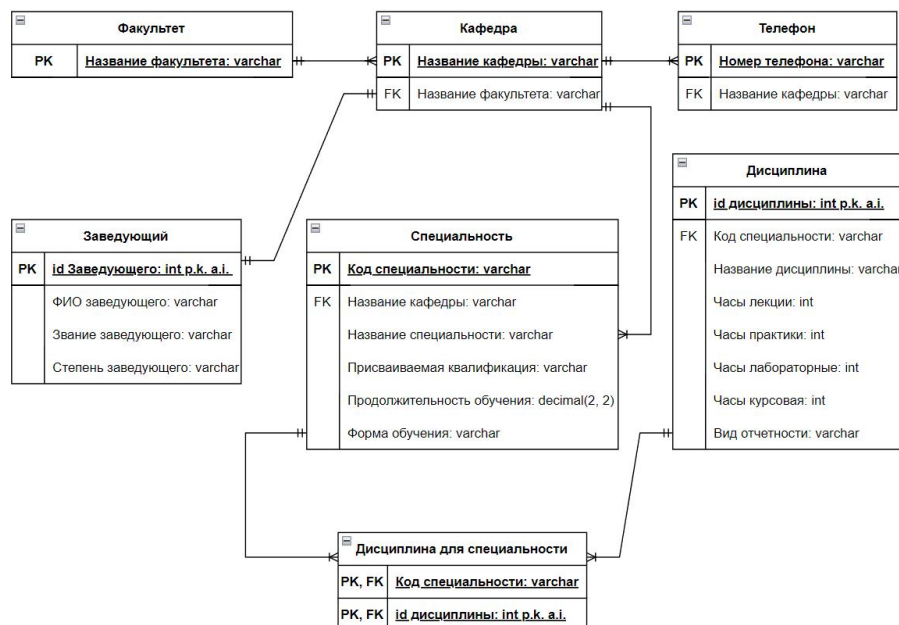 Факультет
PK Название факультета: varchar
Кафедра
PK Название кафедры: varchar
FK Название факультета: varchar
Телефон
PK Номер телефона: varchar
FK Название кафедры: varchar
Заведующий
PK id Заведующего: int p.k. a.i.
ФИО заведующего: varchar
Звание заведующего: varchar
Степень заведующего: varchar
Специальность
PK Код специальности: varchar
FK Название кафедры: varchar
Название специальности: varchar
Присваиваемая квалификация: varchar
Продолжительность обучения: decimal(2, 2)
Форма обучения: varchar
Дисциплина
PK id дисциплины: int p.k. a.i.
FK Код специальности: varchar
Название дисциплины: varchar
Часы лекции: int
Часы практики: int
Часы лабораторные: int
Часы курсовая: int
Вид отчетности: varchar
Дисциплина для специальности
PK, FK Код специальности: varchar
PK, FK id дисциплины: int p.k. a.i.